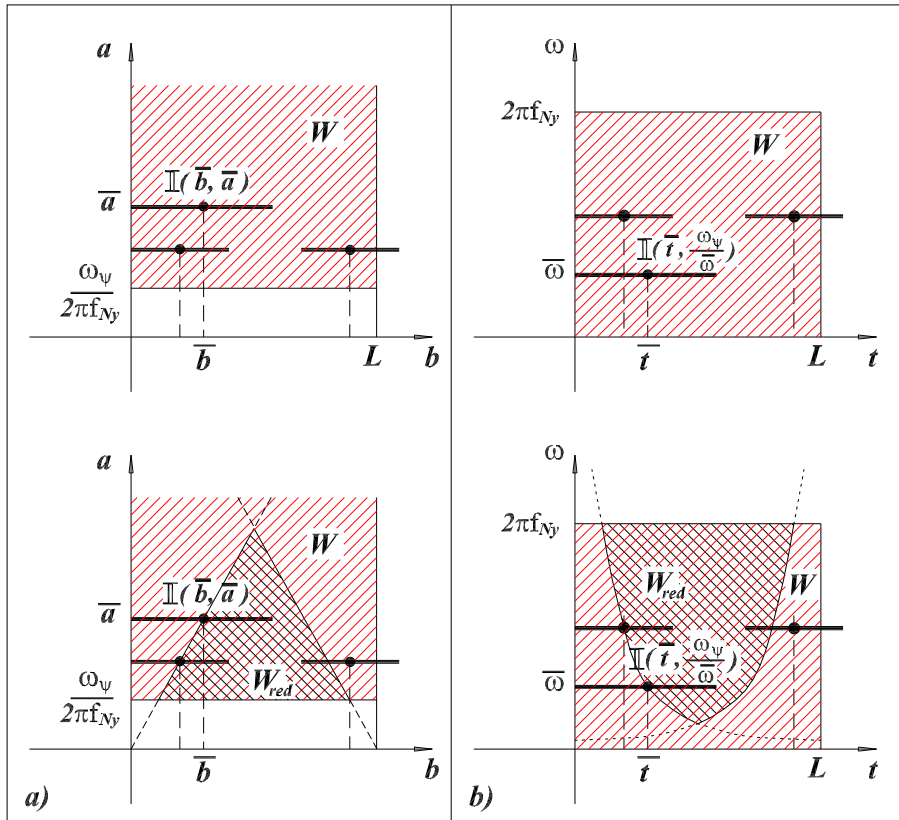 a
W
𝕀(b̅, a̅)
a̅
ω_ψ
2πf_Ny
b̅
L
b
ω
2πf_Ny
W
𝕀(t̅, ω_ψ/ω̅)
ω̅
t̅
L
t
a
W
𝕀(b̅, a̅)
a̅
W_red
ω_ψ
2πf_Ny
b̅
b
a)
ω
2πf_Ny
W_red
W
𝕀(t̅, ω_ψ/ω̅)
ω̅
t̅
L
t
b)